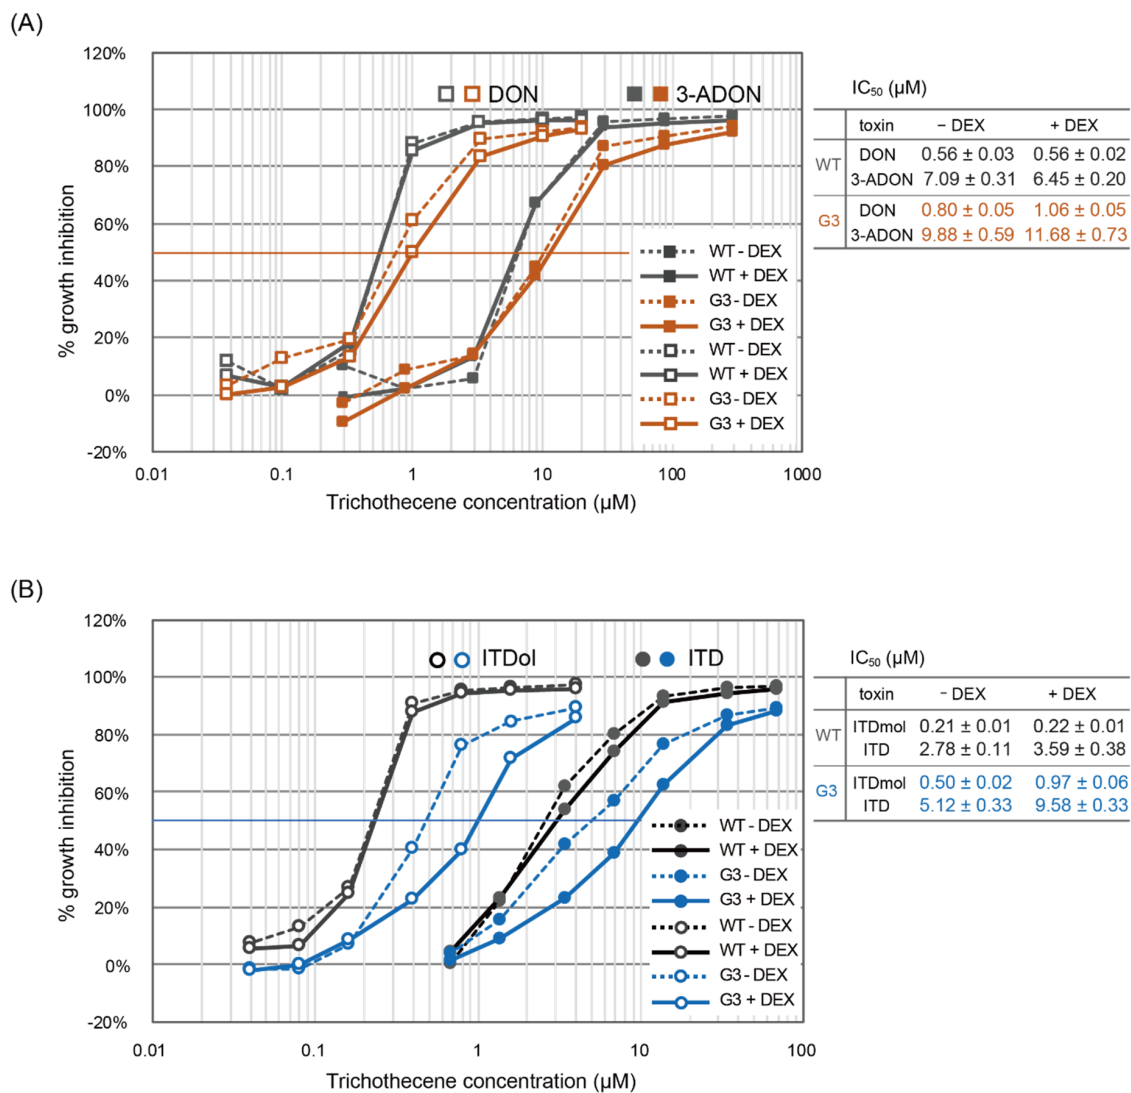 (A)
120%
100%
80%
60%
40%
20%
0%
-20%
% growth inhibition
DON
3-ADON
WT - DEX
WT + DEX
G3 - DEX
G3 + DEX
WT - DEX
WT + DEX
G3 - DEX
G3 + DEX
0.01 0.1 1 10 100 1000
Trichothecene concentration (μM)
IC50 (μM)
toxin – DEX + DEX
WT
DON 0.56 ± 0.03 0.56 ± 0.02
3-ADON 7.09 ± 0.31 6.45 ± 0.20
G3
DON 0.80 ± 0.05 1.06 ± 0.05
3-ADON 9.88 ± 0.59 11.68 ± 0.73
(B)
120%
100%
80%
60%
40%
20%
0%
-20%
% growth inhibition
ITDol
ITD
WT - DEX
WT + DEX
G3 - DEX
G3 + DEX
WT - DEX
WT + DEX
G3 - DEX
G3 + DEX
0.01 0.1 1 10 100
Trichothecene concentration (μM)
IC50 (μM)
toxin - DEX + DEX
WT
ITDmol 0.21 ± 0.01 0.22 ± 0.01
ITD 2.78 ± 0.11 3.59 ± 0.38
G3
ITDmol 0.50 ± 0.02 0.97 ± 0.06
ITD 5.12 ± 0.33 9.58 ± 0.33